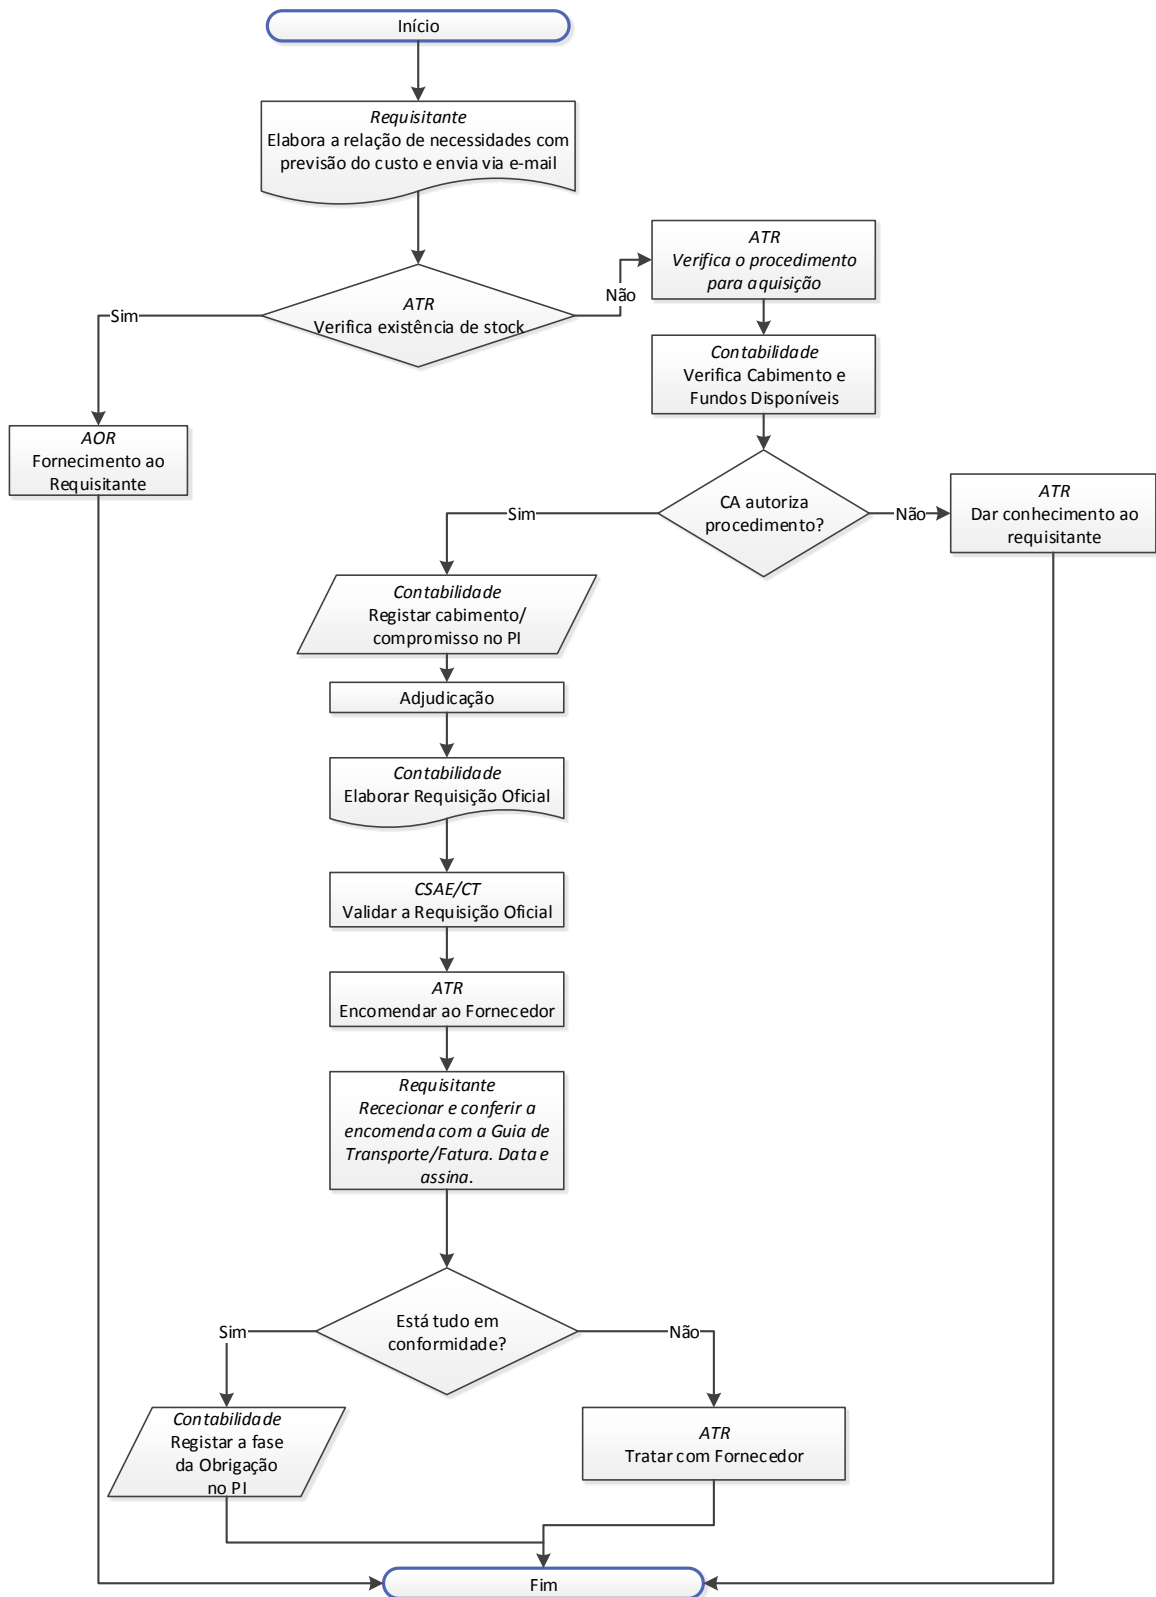 Início
Requisitante
Elabora a relação de necessidades com
previsão do custo e envia via e-mail
ATR
Verifica o procedimento
para aquisição
Não
ATR
Verifica existência de stock
Sim
Contabilidade
Verifica Cabimento e
Fundos Disponíveis
AOR
Fornecimento ao
Requisitante
CA autoriza
procedimento?
Sim
Não
ATR
Dar conhecimento ao
requisitante
Contabilidade
Registar cabimento/
compromisso no PI
Adjudicação
Contabilidade
Elaborar Requisição Oficial
CSAE/CT
Validar a Requisição Oficial
ATR
Encomendar ao Fornecedor
Requisitante
Rececionar e conferir a
encomenda com a Guia de
Transporte/Fatura. Data e
assina.
Está tudo em
conformidade?
Sim
Não
Contabilidade
Registar a fase
da Obrigação
no PI
ATR
Tratar com Fornecedor
Fim